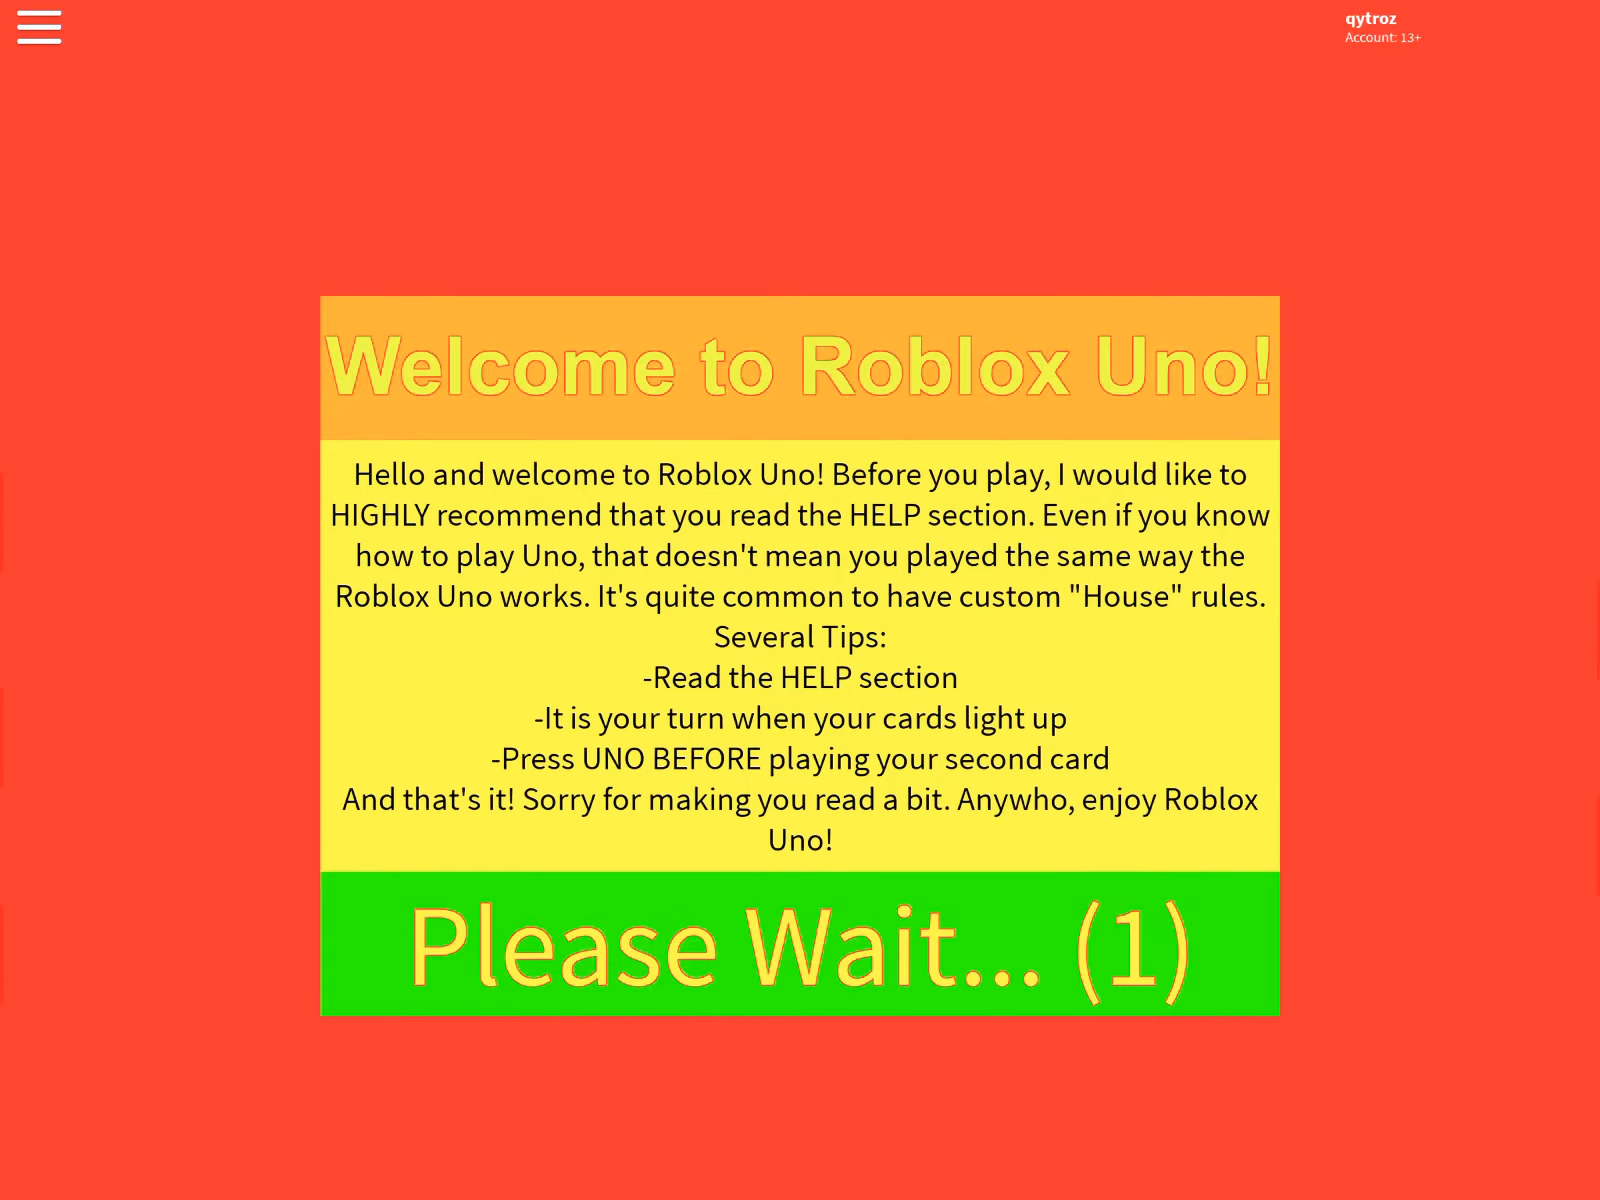 qytroz
Account: 13+
Welcome to Roblox Uno!
Hello and welcome to Roblox Uno! Before you play, I would like to
HIGHLY recommend that you read the HELP section. Even if you know
how to play Uno, that doesn't mean you played the same way the
Roblox Uno works. It's quite common to have custom "House" rules.
Several Tips:
-Read the HELP section
-It is your turn when your cards light up
-Press UNO BEFORE playing your second card
And that's it! Sorry for making you read a bit. Anywho, enjoy Roblox
Uno!
Please Wait... (1)